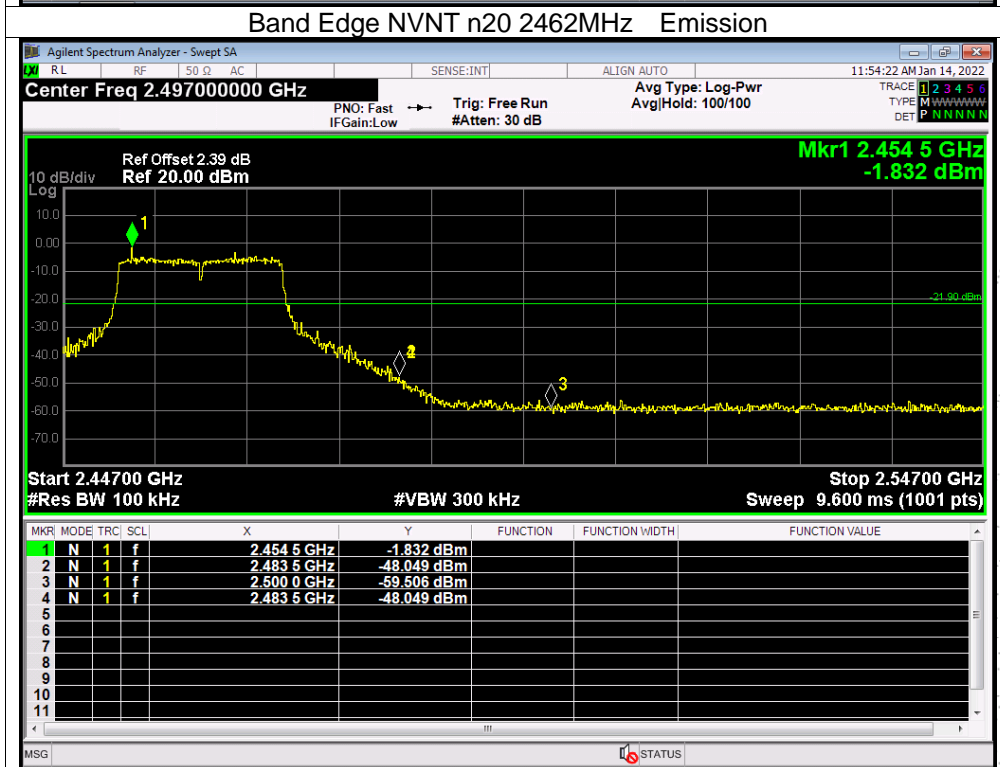 Band Edge NVNT n20 2462MHz Emission
Agilent Spectrum Analyzer - Swept SA
LXI RL RF 50 Ω AC SENSE:INT ALIGN AUTO 11:54:22 AM Jan 14, 2022
Center Freq 2.497000000 GHz Avg Type: Log-Pwr TRACE 1 2 3 4 5 6
PNO: Fast Trig: Free Run Avg|Hold: 100/100 TYPE M WWWWW
IFGain:Low #Atten: 30 dB DET P N N N N N
Mkr1 2.454 5 GHz
Ref Offset 2.39 dB
10 dB/div Ref 20.00 dBm -1.832 dBm
Log
10.0
1
0.00
-10.0
-20.0
-21.90 dBm
-30.0
-40.0
2
-50.0
3
-60.0
-70.0
Start 2.44700 GHz Stop 2.54700 GHz
#Res BW 100 kHz #VBW 300 kHz Sweep 9.600 ms (1001 pts)
MKR MODE TRC SCL X Y FUNCTION FUNCTION WIDTH FUNCTION VALUE
1 N 1 f 2.454 5 GHz -1.832 dBm
2 N 1 f 2.483 5 GHz -48.049 dBm
3 N 1 f 2.500 0 GHz -59.506 dBm
4 N 1 f 2.483 5 GHz -48.049 dBm
5
6
7
8
9
10
11
MSG STATUS